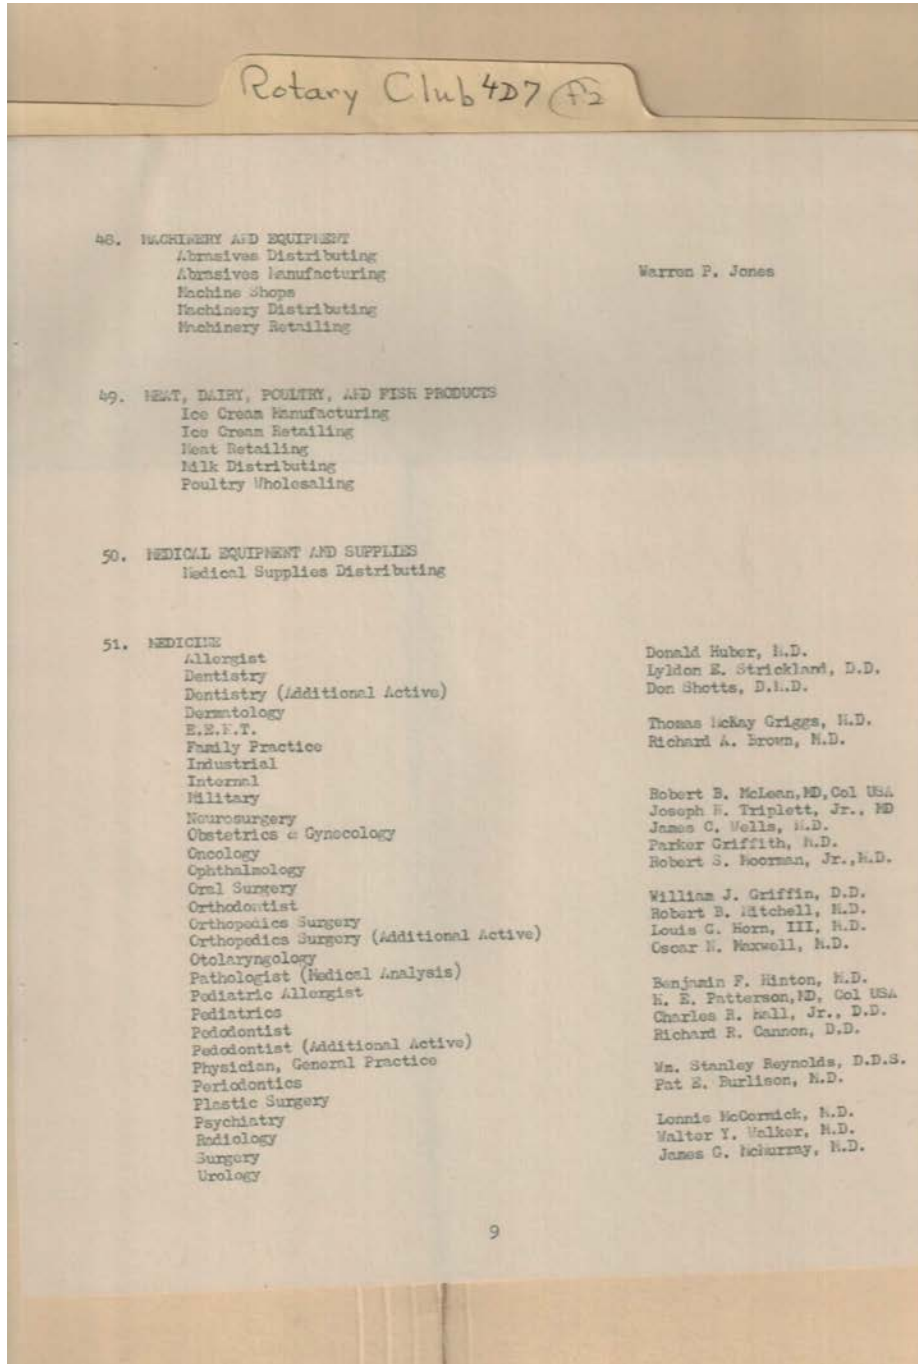 Rotary Club 4D7 F2
48. MACHINERY AND EQUIPMENT
Abrasives Distributing
Abrasives Manufacturing Warren P. Jones
Machine Shops
Machinery Distributing
Machinery Retailing
49. MEAT, DAIRY, POULTRY, AND FISH PRODUCTS
Ice Cream Manufacturing
Ice Cream Retailing
Meat Retailing
Milk Distributing
Poultry Wholesaling
50. MEDICAL EQUIPMENT AND SUPPLIES
Medical Supplies Distributing
51. MEDICINE
Allergist Donald Huber, M.D.
Dentistry Lyldon E. Strickland, D.D.
Dentistry (Additional Active) Don Shotts, D.M.D.
Dermatology
E.E.N.T. Thomas McKay Griggs, M.D.
Family Practice Richard A. Brown, M.D.
Industrial
Internal
Military Robert B. McLean,MD,Col USA
Neurosurgery Joseph H. Triplett, Jr., MD
Obstetrics & Gynecology James C. Wells, M.D.
Oncology Parker Griffith, M.D.
Ophthalmology Robert S. Moorman, Jr.,M.D.
Oral Surgery
Orthodontist William J. Griffin, D.D.
Orthopedics Surgery Robert B. Mitchell, M.D.
Orthopedics Surgery (Additional Active) Louis G. Horn, III, M.D.
Otolaryngology Oscar N. Maxwell, M.D.
Pathologist (Medical Analysis)
Pediatric Allergist Benjamin F. Hinton, M.D.
Pediatrics M. E. Patterson,MD, Col USA
Pedodontist Charles R. Hall, Jr., D.D.
Pedodontist (Additional Active) Richard R. Cannon, D.D.
Physician, General Practice
Periodontics Wm. Stanley Reynolds, D.D.S.
Plastic Surgery Pat E. Burlison, M.D.
Psychiatry
Radiology Lonnie McCormick, M.D.
Surgery Walter Y. Walker, M.D.
Urology James G. McMurray, M.D.
9